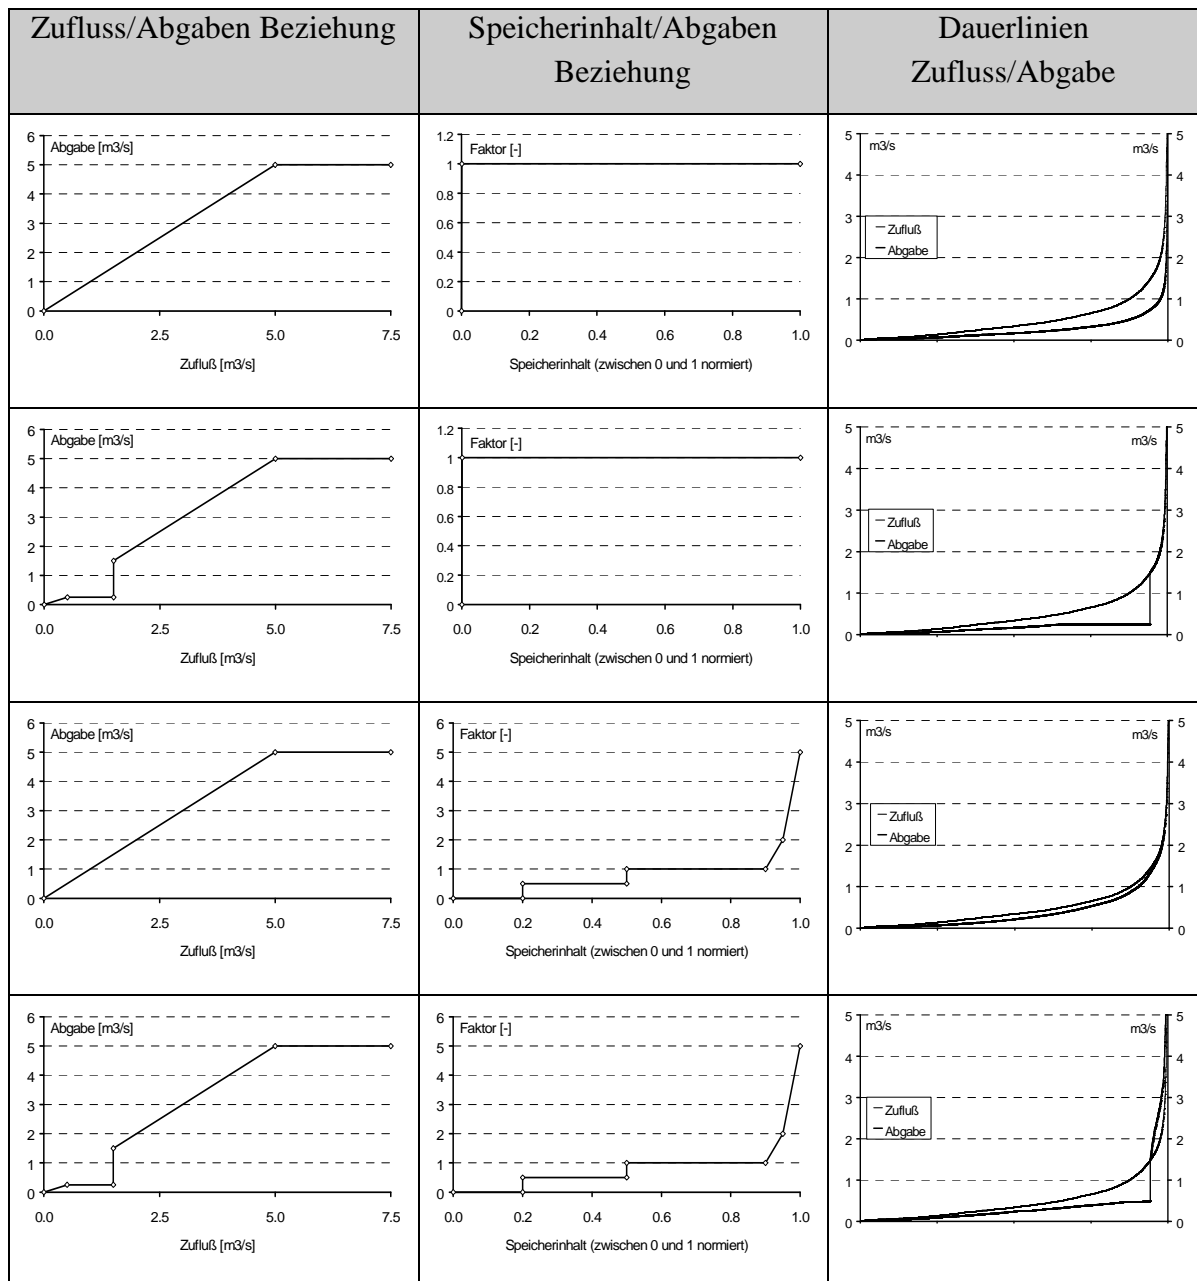 Zufluss/Abgaben Beziehung
Speicherinhalt/Abgaben
Beziehung
Dauerlinien
Zufluss/Abgabe
Abgabe [m3/s]
6
5
4
3
2
1
0
0.0 2.5 5.0 7.5
Zufluß [m3/s]
Faktor [-]
1.2
1
0.8
0.6
0.4
0.2
0
0.0 0.2 0.4 0.6 0.8 1.0
Speicherinhalt (zwischen 0 und 1 normiert)
m3/s m3/s
5 5
4 4
3 3
Zufluß
Abgabe
2 2
1 1
0 0
Abgabe [m3/s]
6
5
4
3
2
1
0
0.0 2.5 5.0 7.5
Zufluß [m3/s]
Faktor [-]
1.2
1
0.8
0.6
0.4
0.2
0
0.0 0.2 0.4 0.6 0.8 1.0
Speicherinhalt (zwischen 0 und 1 normiert)
m3/s m3/s
5 5
4 4
3 3
Zufluß
Abgabe
2 2
1 1
0 0
Abgabe [m3/s]
6
5
4
3
2
1
0
0.0 2.5 5.0 7.5
Zufluß [m3/s]
Faktor [-]
6
5
4
3
2
1
0
0.0 0.2 0.4 0.6 0.8 1.0
Speicherinhalt (zwischen 0 und 1 normiert)
m3/s m3/s
5 5
4 4
3 3
Zufluß
Abgabe
2 2
1 1
0 0
Abgabe [m3/s]
6
5
4
3
2
1
0
0.0 2.5 5.0 7.5
Zufluß [m3/s]
Faktor [-]
6
5
4
3
2
1
0
0.0 0.2 0.4 0.6 0.8 1.0
Speicherinhalt (zwischen 0 und 1 normiert)
m3/s m3/s
5 5
4 4
3 3
Zufluß
Abgabe
2 2
1 1
0 0